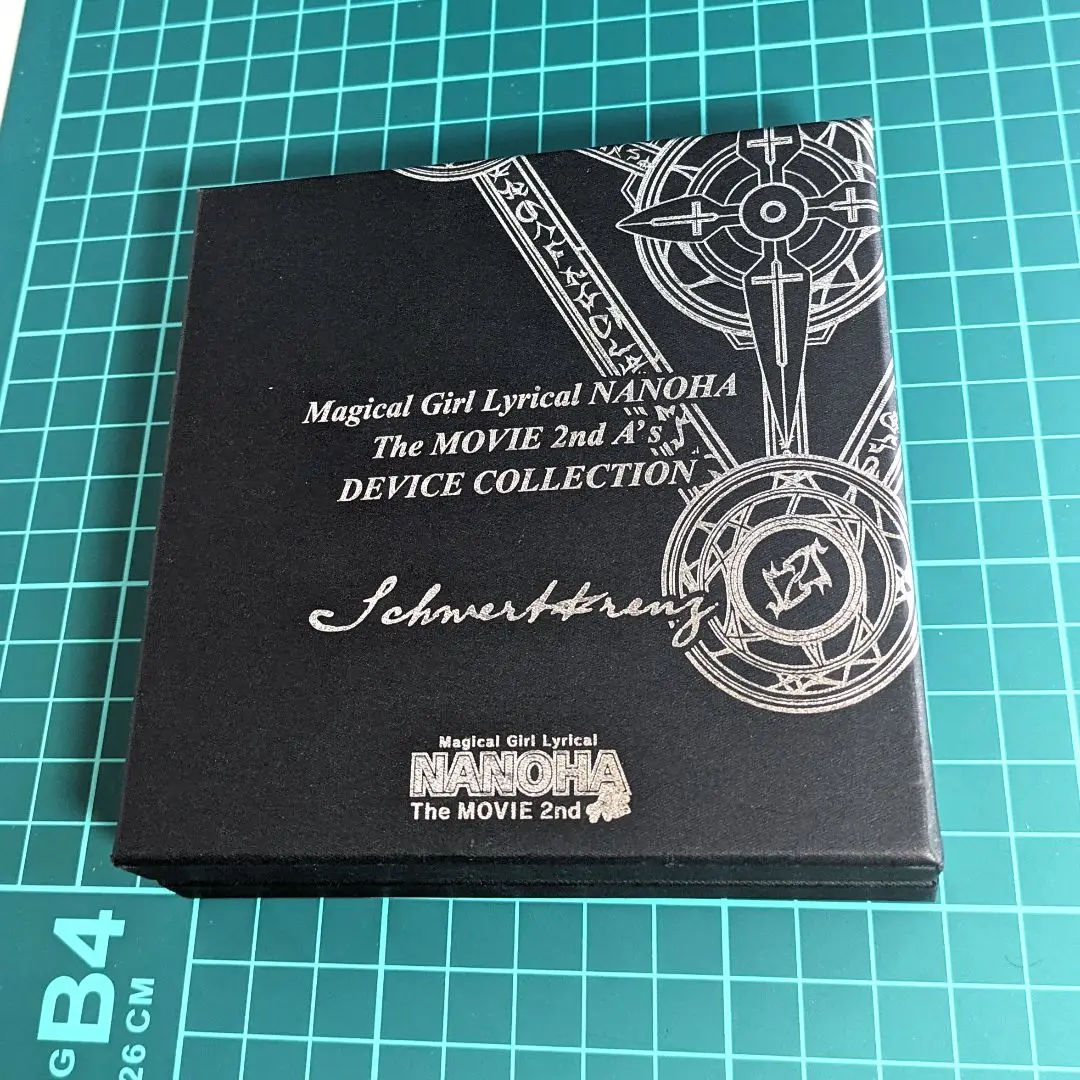 Magical Girl Lyrical NANOHA
The MOVIE 2nd A's
DEVICE COLLECTION
Schwertkreuz
Magical Girl Lyrical
NANOHA
The MOVIE 2nd A's
B4
26 CM
G